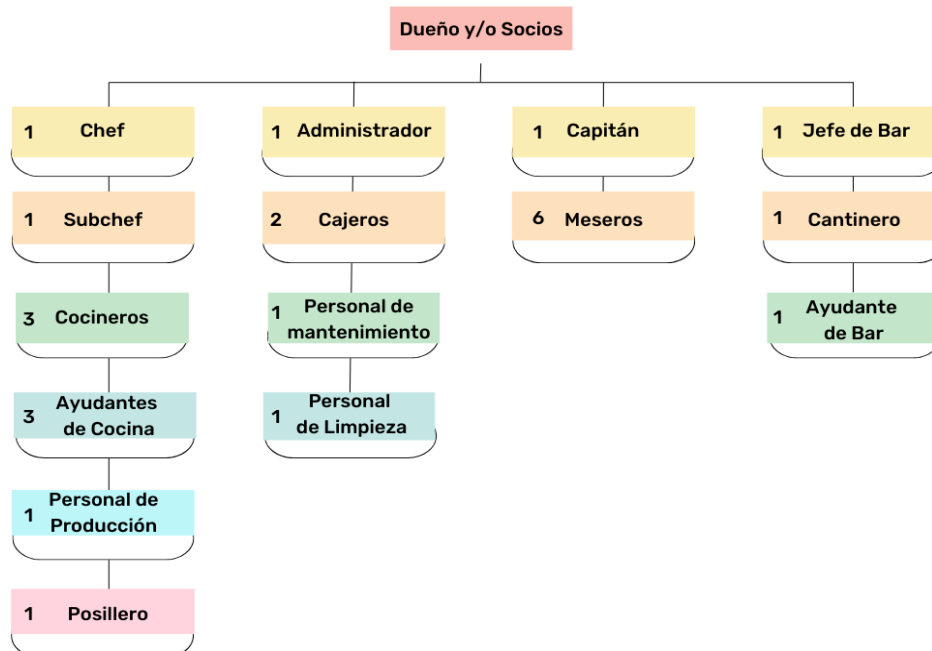 Dueño y/o Socios
1 Chef
1 Administrador
1 Capitán
1 Jefe de Bar
1 Subchef
2 Cajeros
6 Meseros
1 Cantinero
3 Cocineros
1 Personal de
mantenimiento
1 Ayudante
de Bar
3 Ayudantes
de Cocina
1 Personal
de Limpieza
1 Personal de
Producción
1 Posillero